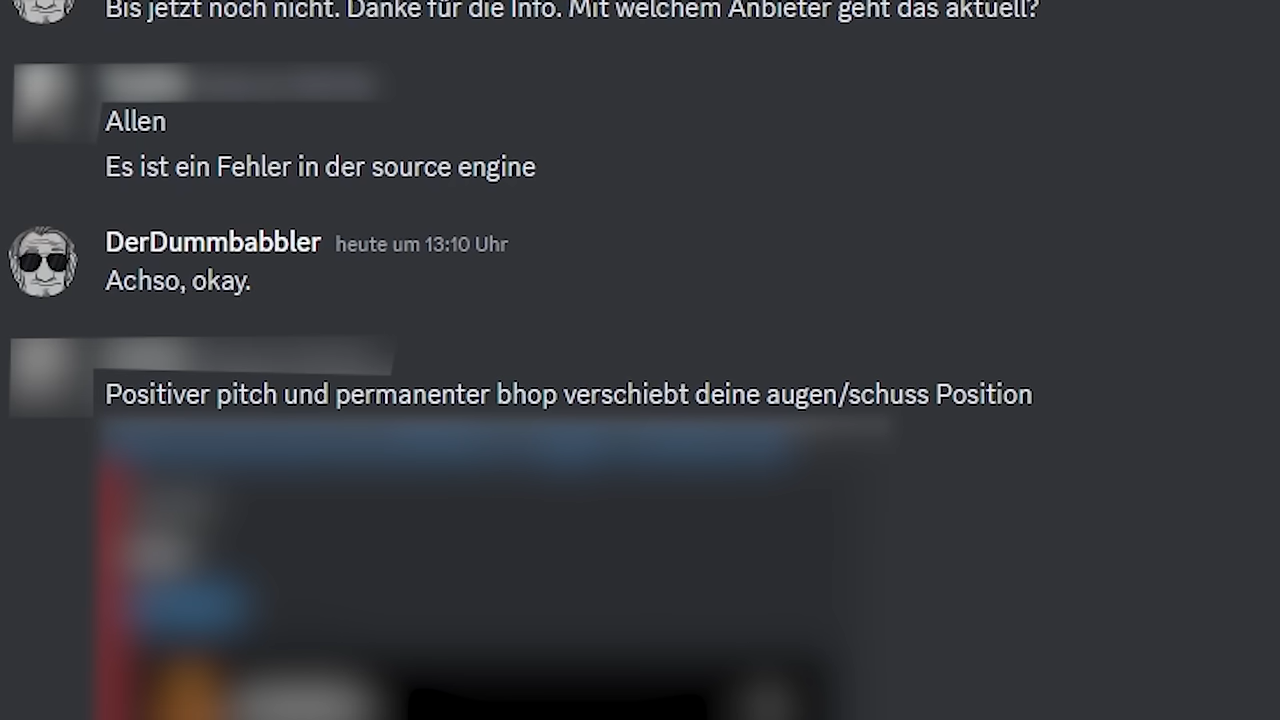 Bis jetzt noch nicht. Danke für die Info. Mit welchem Anbieter geht das aktuell?
Allen
Es ist ein Fehler in der source engine
DerDummbabbler heute um 13:10 Uhr
Achso, okay.
Positiver pitch und permanenter bhop verschiebt deine augen/schuss Position